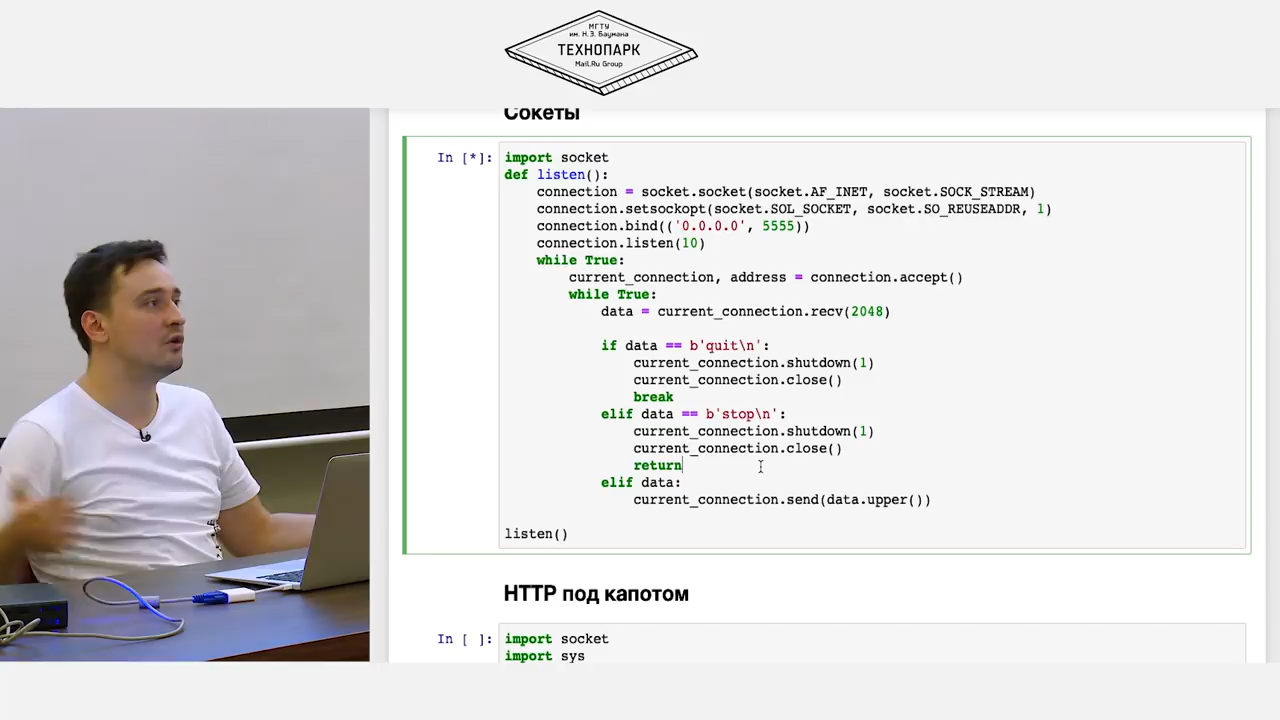 МГТУ
им. Н.Э. Баумана
ТЕХНОПАРК
Mail.Ru Group
Сокеты
In [*]:
import socket
def listen():
    connection = socket.socket(socket.AF_INET, socket.SOCK_STREAM)
    connection.setsockopt(socket.SOL_SOCKET, socket.SO_REUSEADDR, 1)
    connection.bind(('0.0.0.0', 5555))
    connection.listen(10)
    while True:
        current_connection, address = connection.accept()
        while True:
            data = current_connection.recv(2048)
            if data == b'quit\n':
                current_connection.shutdown(1)
                current_connection.close()
                break
            elif data == b'stop\n':
                current_connection.shutdown(1)
                current_connection.close()
                return
            elif data:
                current_connection.send(data.upper())
listen()
HTTP под капотом
In [ ]:
import socket
import sys